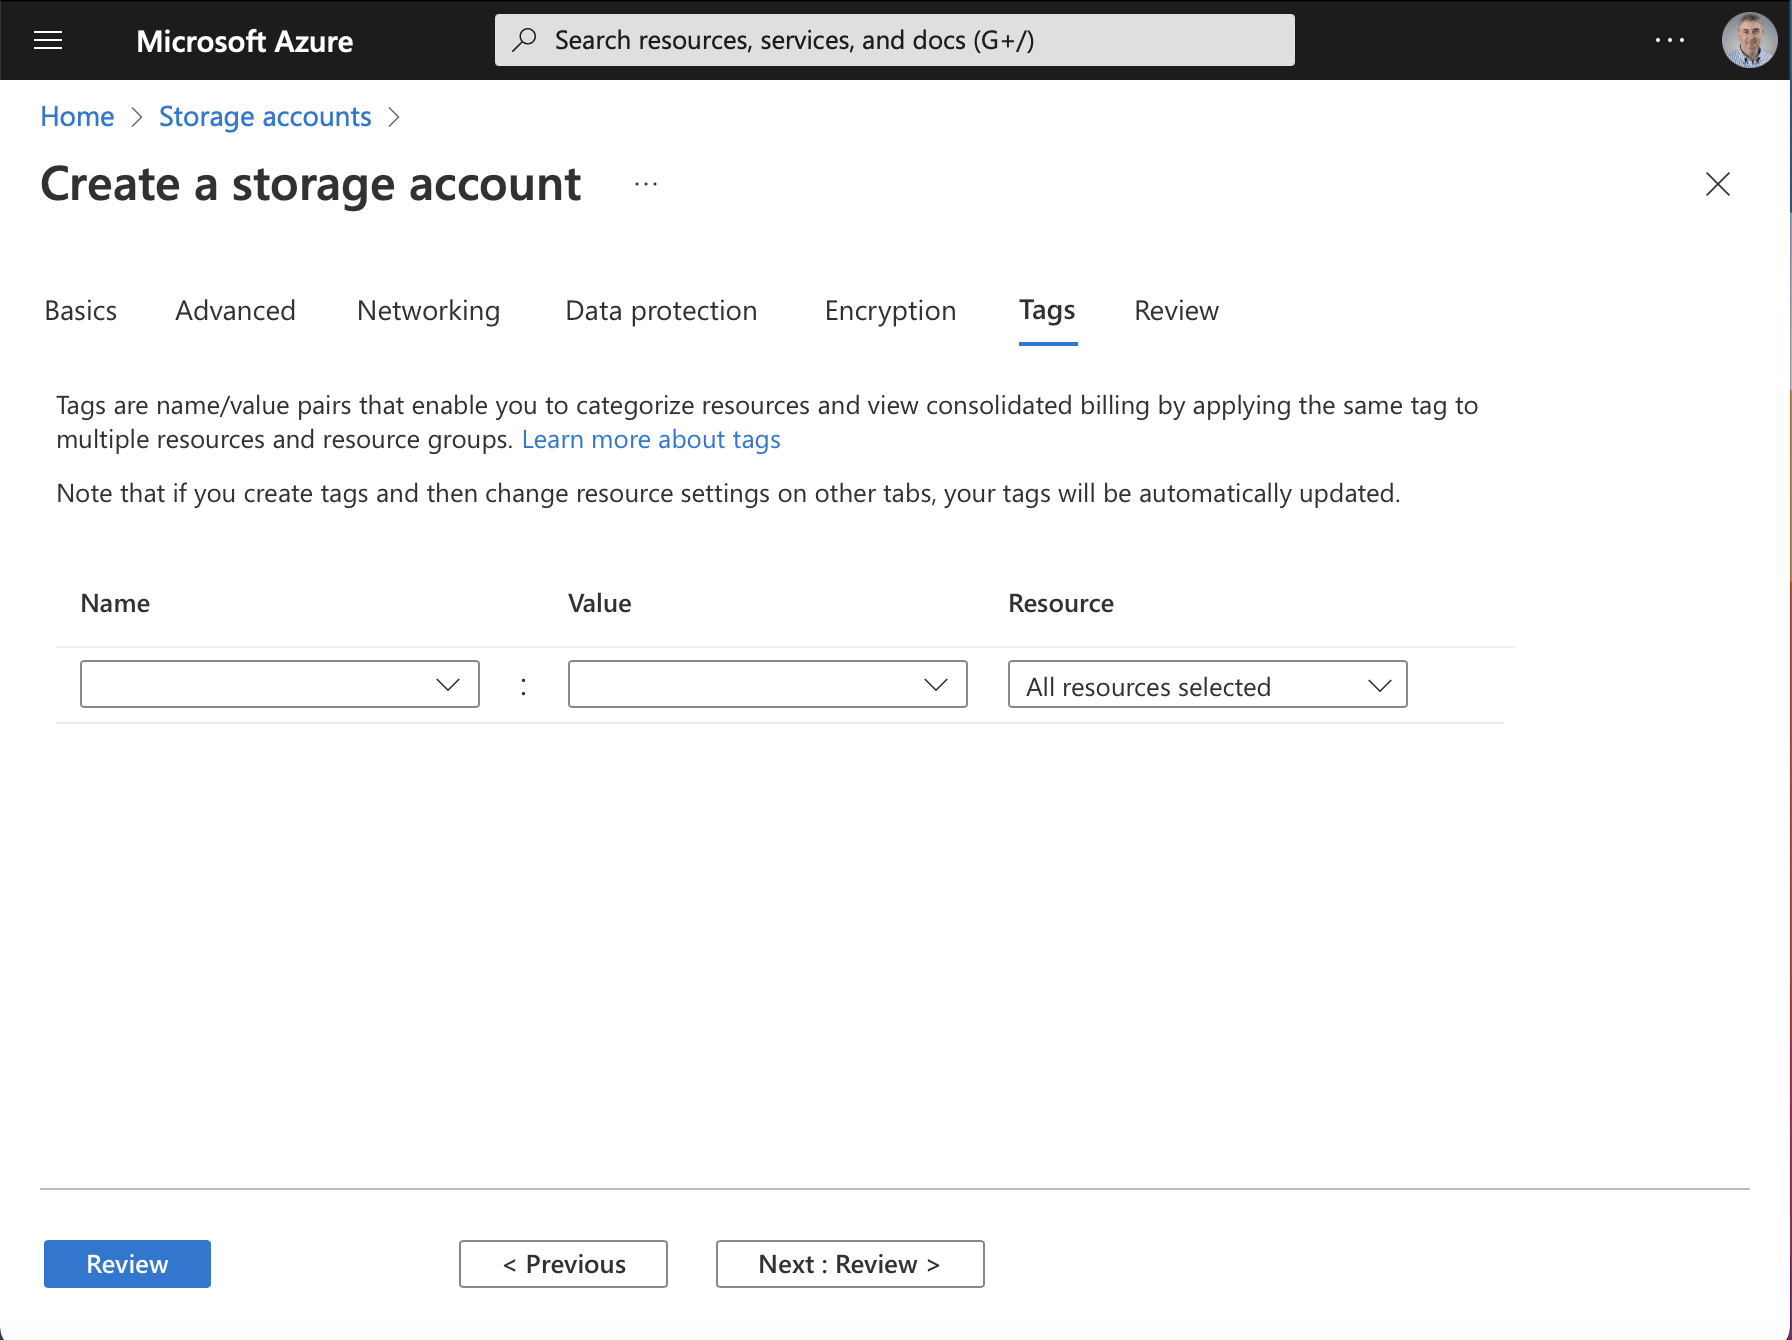 Microsoft Azure
Search resources, services, and docs (G+/)
Home > Storage accounts >
Create a storage account ...
Basics Advanced Networking Data protection Encryption Tags Review
Tags are name/value pairs that enable you to categorize resources and view consolidated billing by applying the same tag to
multiple resources and resource groups. Learn more about tags
Note that if you create tags and then change resource settings on other tabs, your tags will be automatically updated.
Name Value Resource
: All resources selected
Review < Previous Next : Review >